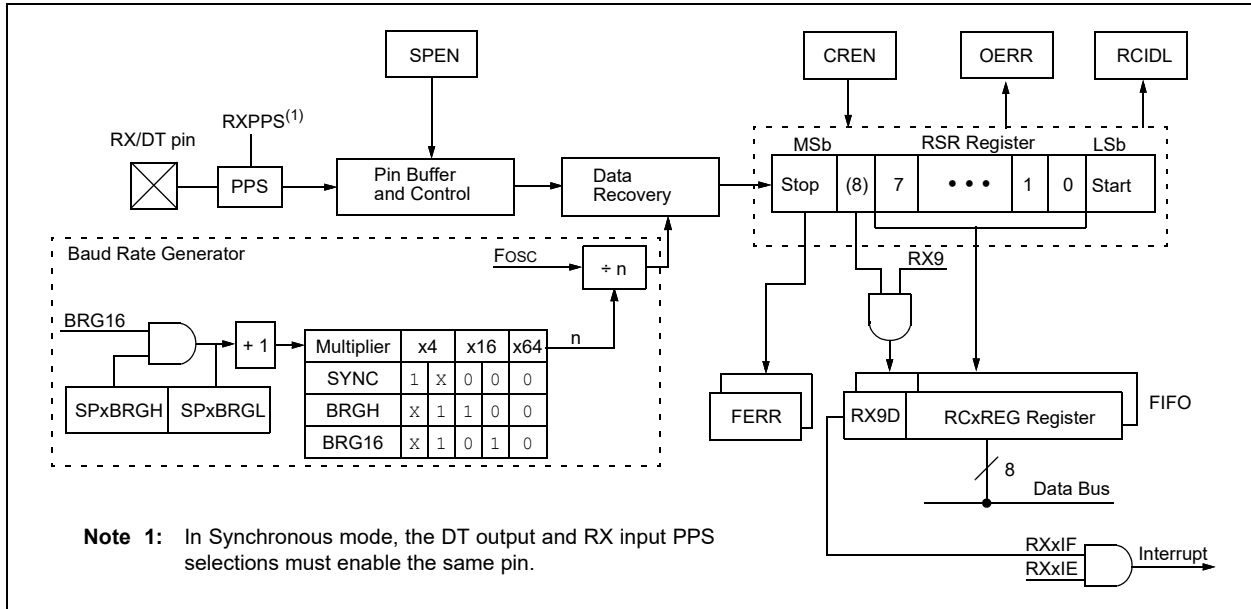 SPEN
CREN
OERR
RCIDL
RXPPS(1)
RX/DT pin
PPS
Pin Buffer
and Control
Data
Recovery
MSb
RSR Register
LSb
Stop (8) 7 • • • 1 0 Start
Baud Rate Generator
FOSC
÷ n
RX9
BRG16
+ 1
n
SPxBRGH SPxBRGL
Multiplier x4 x16 x64
SYNC 1 X 0 0 0
BRGH X 1 1 0 0
BRG16 X 1 0 1 0
FERR
RX9D
RCxREG Register
FIFO
8
Data Bus
RXxIF
RXxIE
Interrupt
Note 1: In Synchronous mode, the DT output and RX input PPS
selections must enable the same pin.